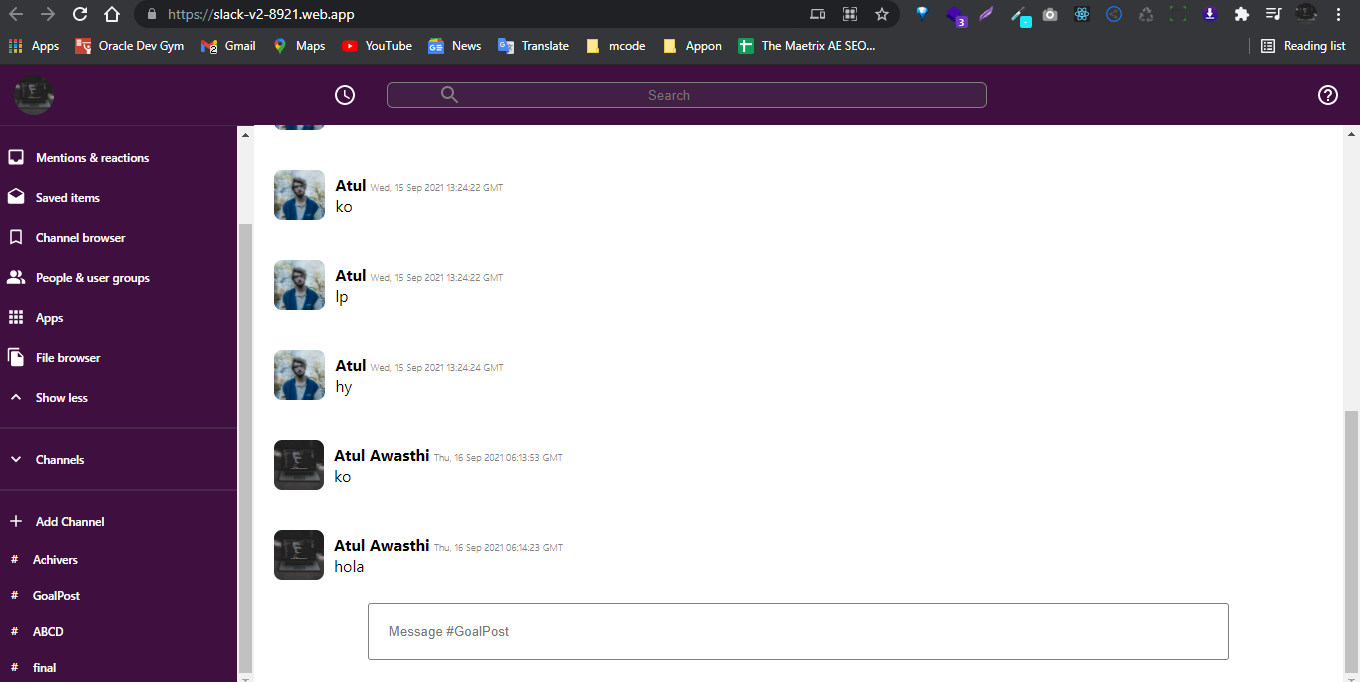 https://slack-v2-8921.web.app
3
Apps
Oracle Dev Gym
2
Gmail
Maps
YouTube
News
Translate
mcode
Appon
The Maetrix AE SEO...
Reading list
Search
Mentions & reactions
Saved items
Channel browser
People & user groups
Apps
File browser
Show less
Channels
Add Channel
# Achivers
# GoalPost
# ABCD
# final
Atul Wed, 15 Sep 2021 13:24:22 GMT
ko
Atul Wed, 15 Sep 2021 13:24:22 GMT
lp
Atul Wed, 15 Sep 2021 13:24:24 GMT
hy
Atul Awasthi Thu, 16 Sep 2021 06:13:53 GMT
ko
Atul Awasthi Thu, 16 Sep 2021 06:14:23 GMT
hola
Message #GoalPost